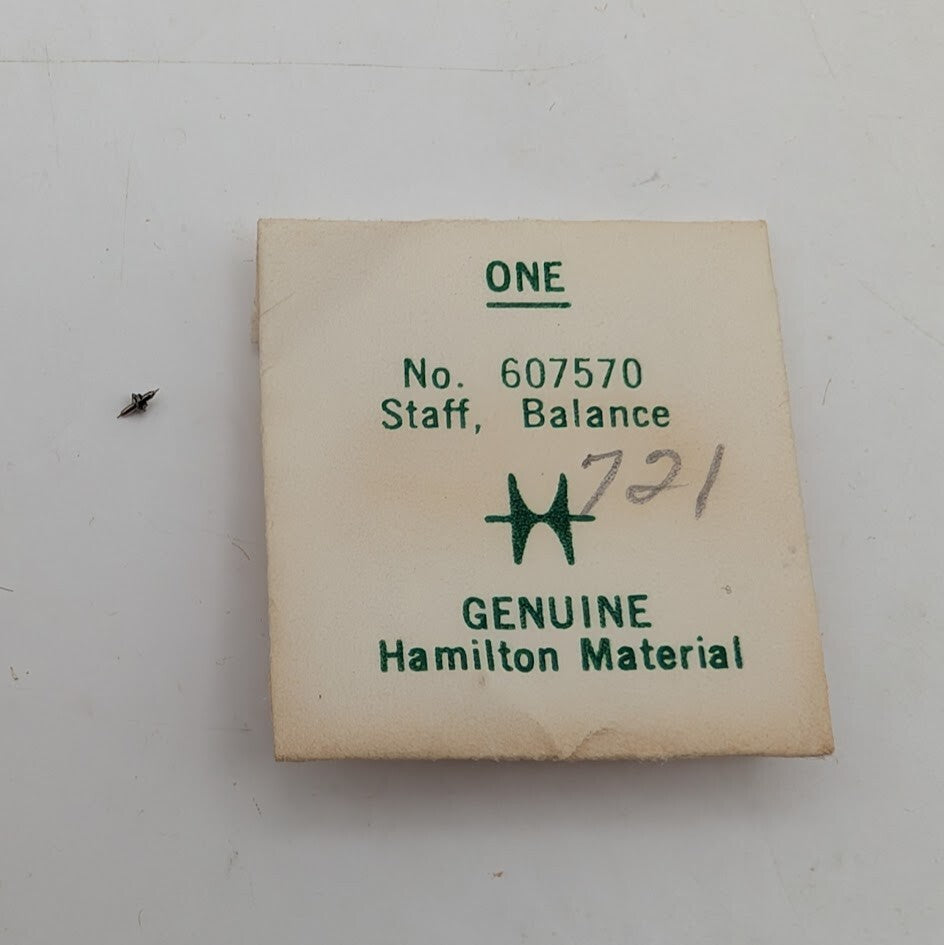 ONE
No. 607570
Staff, Balance
721
GENUINE
Hamilton Material